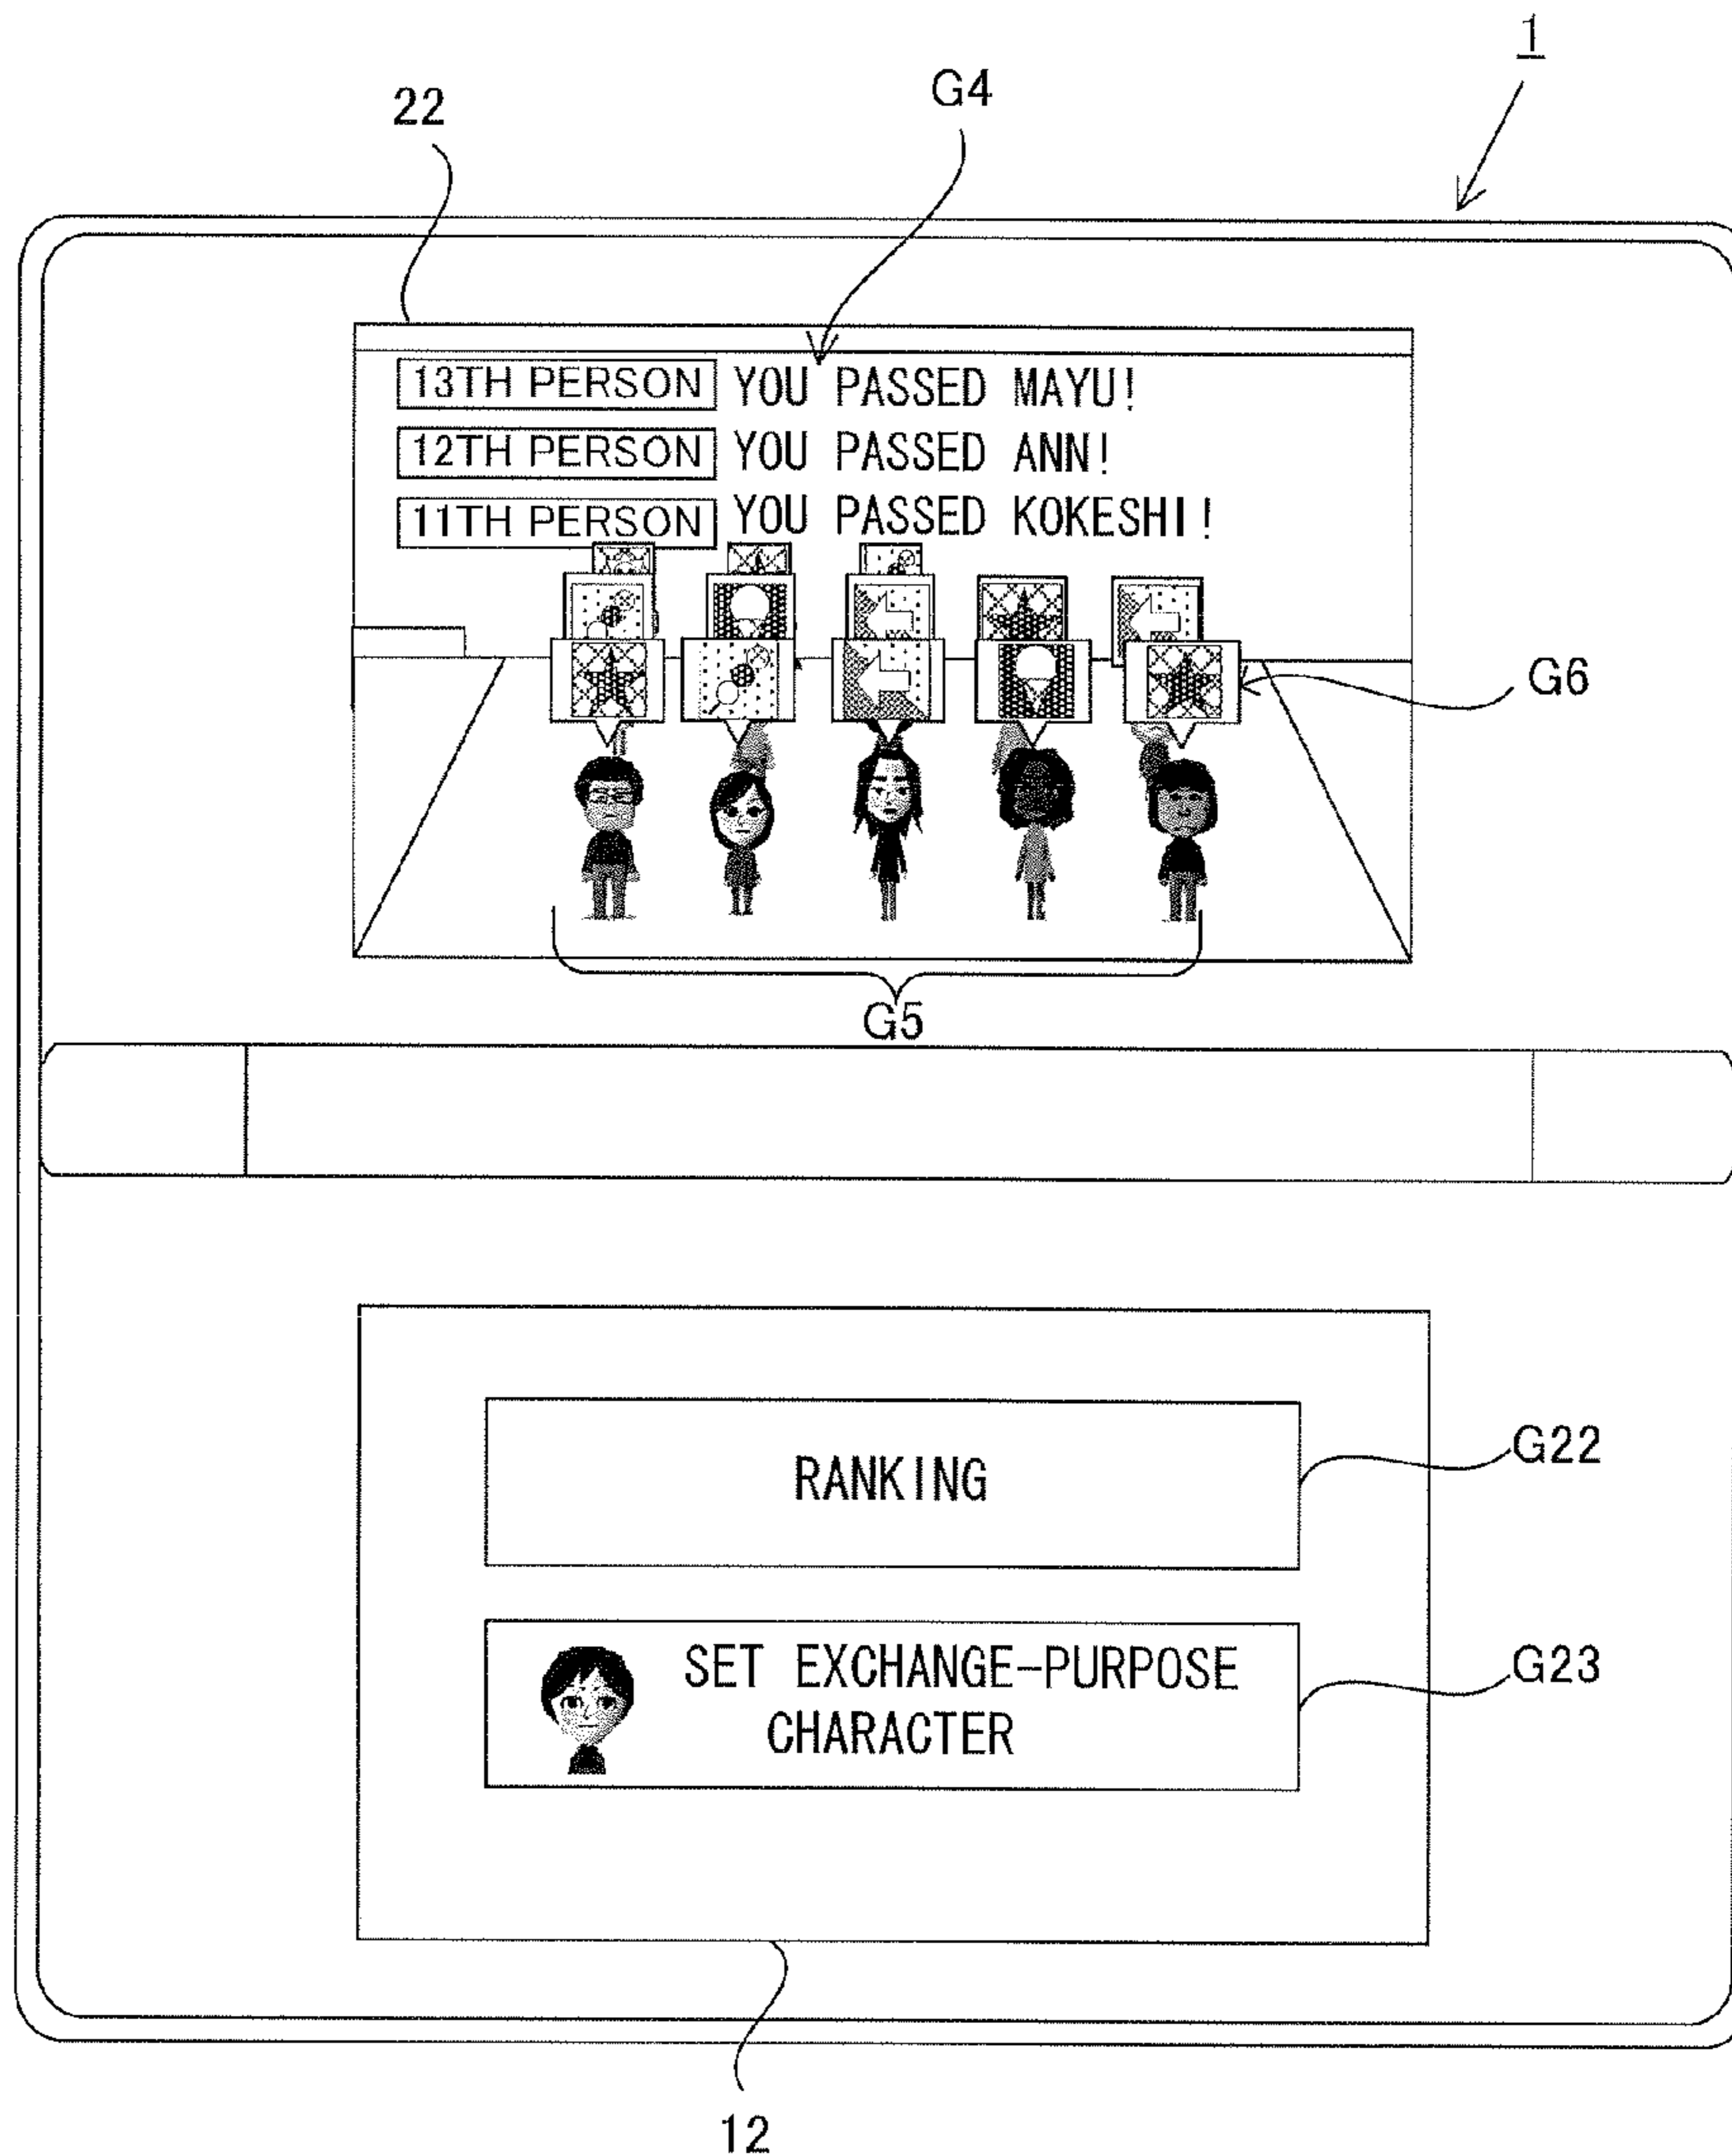 1
G4
22
13TH PERSON YOU PASSED MAYU!
12TH PERSON YOU PASSED ANN!
11TH PERSON YOU PASSED KOKESHI!
G6
G5
RANKING
G22
SET EXCHANGE-PURPOSE
CHARACTER
G23
12